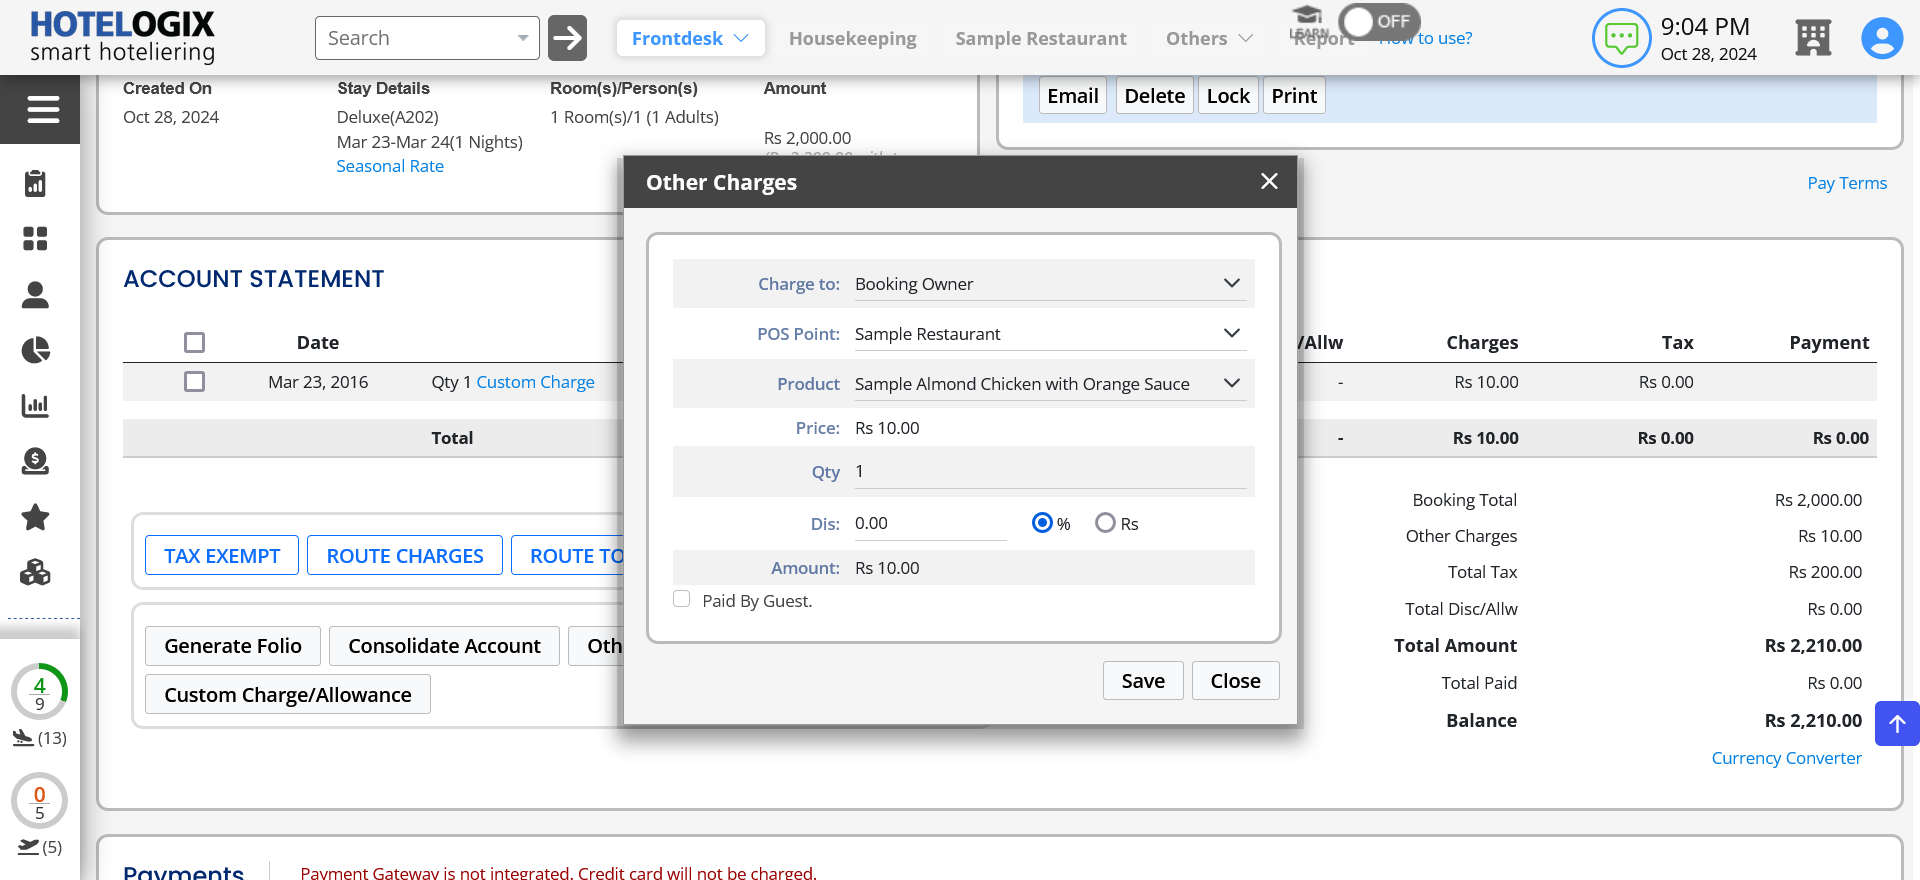 HOTELOGIX
smart hoteliering
Search
Frontdesk
Housekeeping
Sample Restaurant
Others
Report
LEARN
OFF
How to use?
9:04 PM
Oct 28, 2024
Created On
Stay Details
Room(s)/Person(s)
Amount
Oct 28, 2024
Deluxe(A202)
Mar 23-Mar 24(1 Nights)
Seasonal Rate
1 Room(s)/1 (1 Adults)
Rs 2,000.00
Email
Delete
Lock
Print
Pay Terms
ACCOUNT STATEMENT
Date
/Allw
Charges
Tax
Payment
Mar 23, 2016
Qty 1 Custom Charge
-
Rs 10.00
Rs 0.00
Total
-
Rs 10.00
Rs 0.00
Rs 0.00
TAX EXEMPT
ROUTE CHARGES
ROUTE TO
Generate Folio
Consolidate Account
Oth
Custom Charge/Allowance
Booking Total Rs 2,000.00
Other Charges Rs 10.00
Total Tax Rs 200.00
Total Disc/Allw Rs 0.00
Total Amount Rs 2,210.00
Total Paid Rs 0.00
Balance Rs 2,210.00
Currency Converter
Other Charges
Charge to: Booking Owner
POS Point: Sample Restaurant
Product Sample Almond Chicken with Orange Sauce
Price: Rs 10.00
Qty 1
Dis: 0.00 % Rs
Amount: Rs 10.00
Paid By Guest.
Save
Close
4
9
(13)
0
5
(5)
Payments
Payment Gateway is not integrated. Credit card will not be charged.